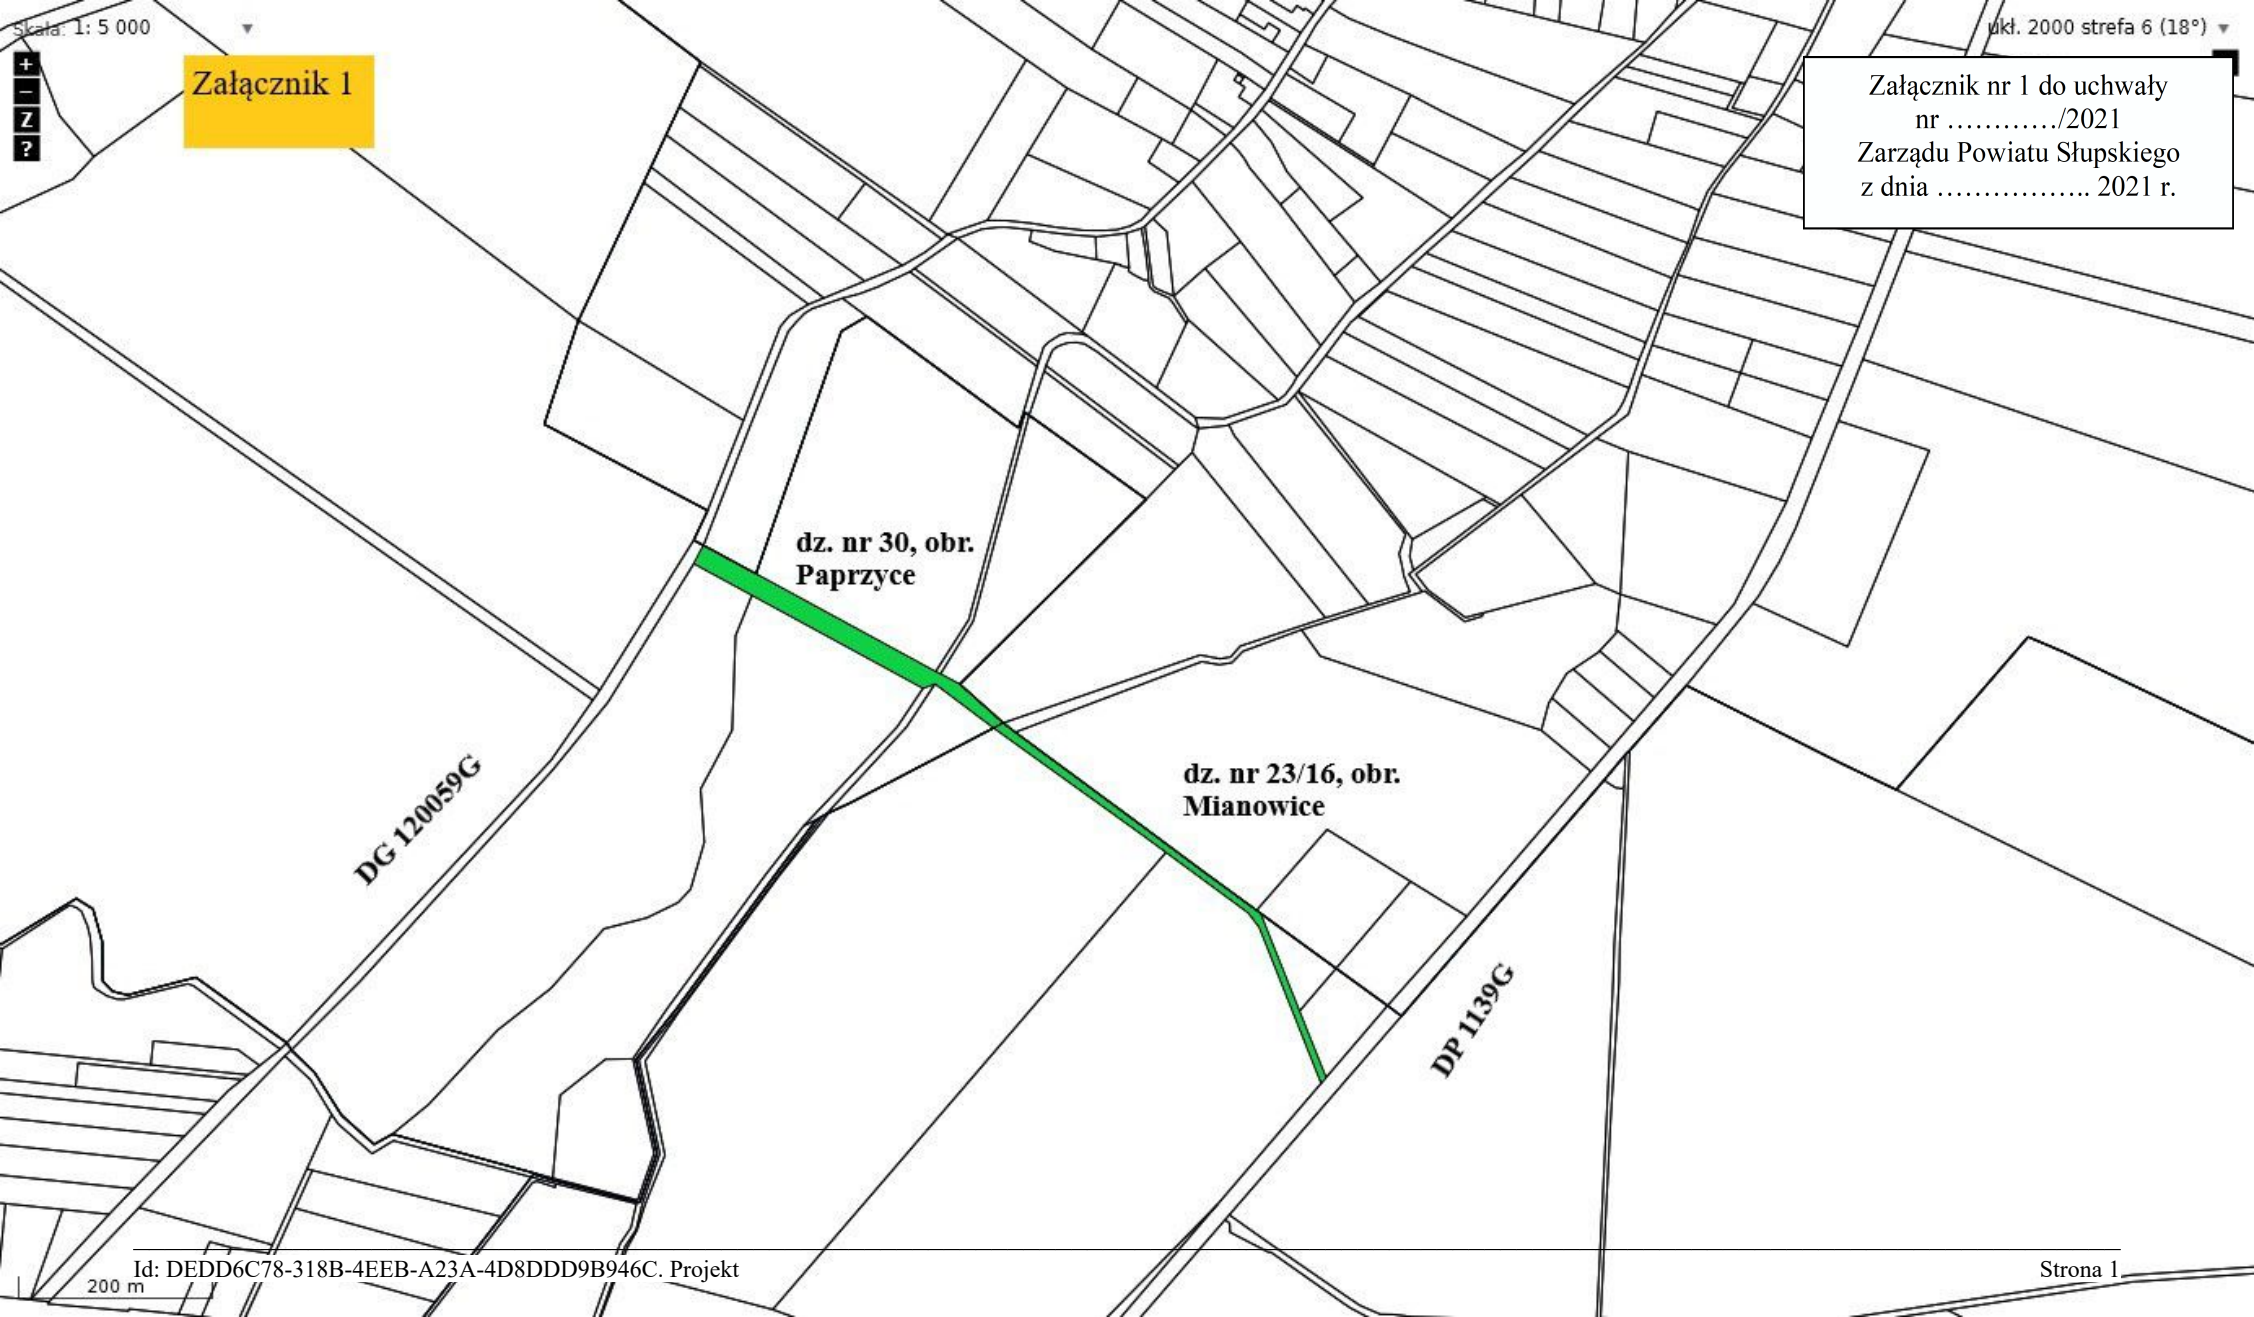 Skala: 1: 5 000
ukł. 2000 strefa 6 (18°)
+
−
Z
?
Załącznik 1
Załącznik nr 1 do uchwały
nr …………/2021
Zarządu Powiatu Słupskiego
z dnia …………….. 2021 r.
dz. nr 30, obr.
Paprzyce
dz. nr 23/16, obr.
Mianowice
DG 120059G
DP 1139G
Id: DEDD6C78-318B-4EEB-A23A-4D8DDD9B946C. Projekt
Strona 1
200 m